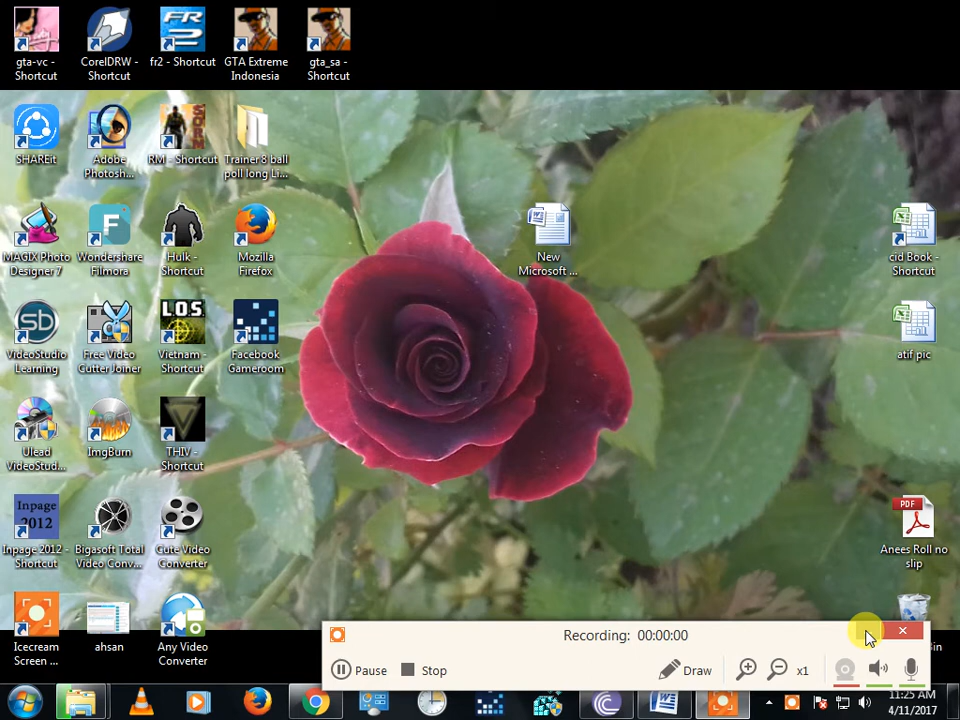 gta-vc -
Shortcut
CorelDRW -
Shortcut
fr2 - Shortcut
GTA Extreme
Indonesia
gta_sa -
Shortcut
SHAREit
Adobe
Photosh...
RM - Shortcut
Trainer 8 ball
poll long Li...
MAGIX Photo
Designer 7
Wondershare
Filmora
Hulk -
Shortcut
Mozilla
Firefox
New
Microsoft ...
cid Book -
Shortcut
VideoStudio
Learning
Free Video
Cutter Joiner
L.O.S
Vietnam -
Shortcut
Facebook
Gameroom
atif pic
Ulead
VideoStud...
ImgBurn
THIV -
Shortcut
Inpage
2012
Inpage 2012 -
Shortcut
Bigasoft Total
Video Conv...
Cute Video
Converter
PDF
Anees Roll no
slip
Icecream
Screen ...
ahsan
Any Video
Converter
Recording: 00:00:00
Pause
Stop
Draw
x1
11:25 AM
4/11/2017